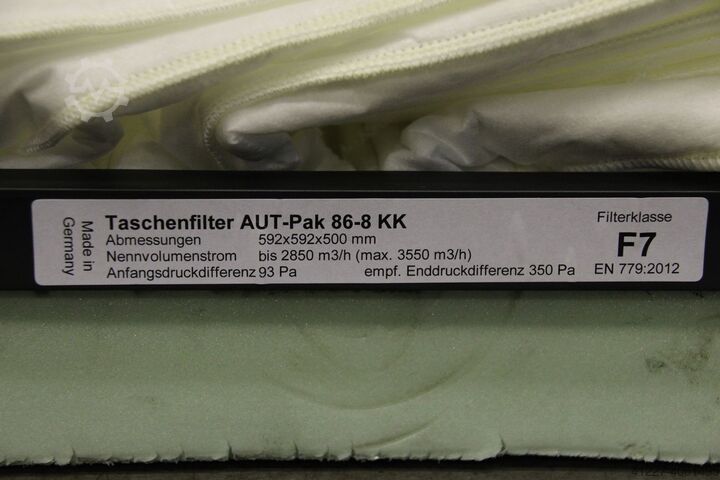 Made in
Germany
Taschenfilter AUT-Pak 86-8 KK
Abmessungen 592x592x500 mm
Nennvolumenstrom bis 2850 m3/h (max. 3550 m3/h)
Anfangsdruckdifferenz 93 Pa empf. Enddruckdifferenz 350 Pa
Filterklasse
F7
EN 779:2012